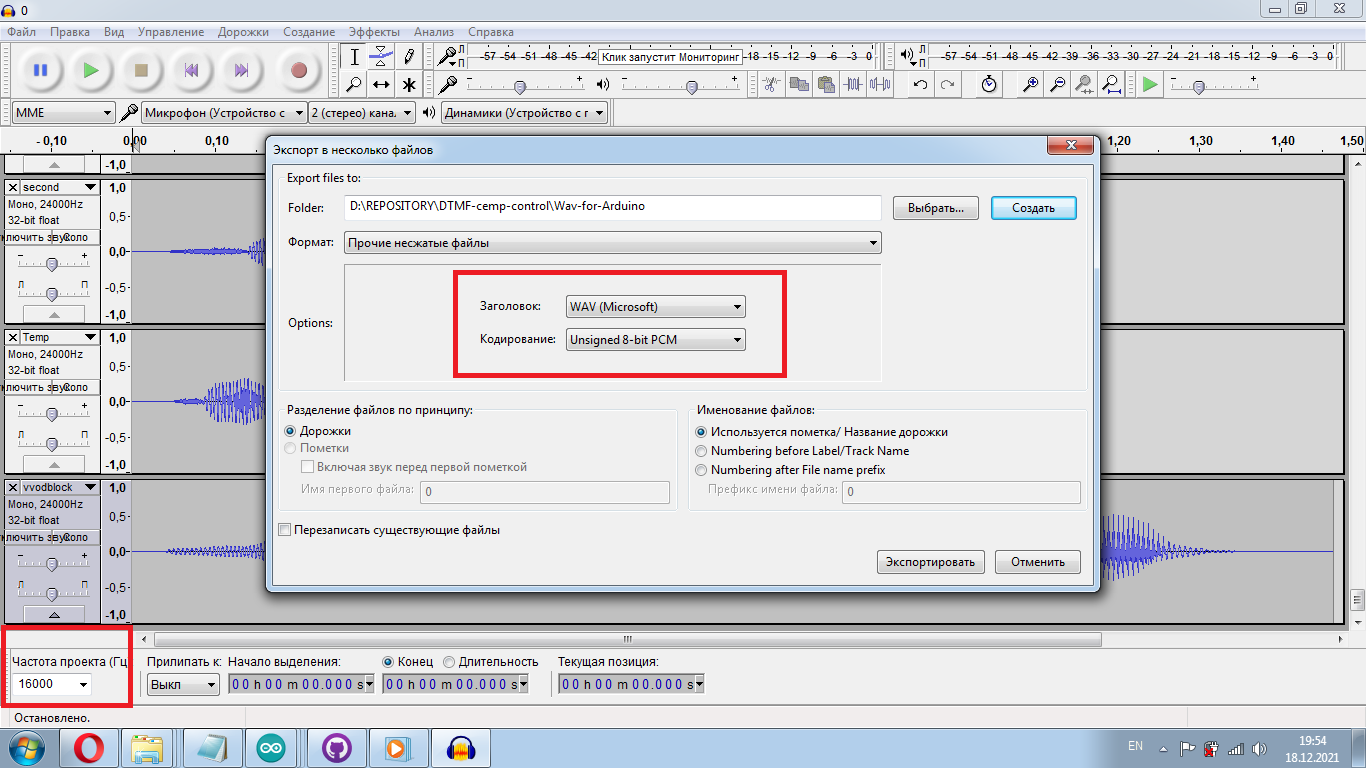 0
Файл Правка Вид Управление Дорожки Создание Эффекты Анализ Справка
Л
П
-57 -54 -51 -48 -45 -42 Клик запустит Мониторинг -18 -15 -12 -9 -6 -3 0
Л
П
-57 -54 -51 -48 -45 -42 -39 -36 -33 -30 -27 -24 -21 -18 -15 -12 -9 -6 -3 0
- + - + - +
MME Микрофон (Устройство с 2 (стерео) кана. Динамики (Устройство с г
- 0,10 0,00 0,10 1,20 1,30 1,40 1,50
-1,0
second 1,0
Моно, 24000Hz
32-bit float 0,5-
ключить звук Соло
- + 0,0-
Л П -0,5-
-1,0
Temp 1,0
Моно, 24000Hz
32-bit float 0,5-
ключить звук Соло
- + 0,0-
Л П -0,5-
-1,0
vvodblock 1,0
Моно, 24000Hz
32-bit float 0,5-
ключить звук Соло
- + 0,0-
Л П -0,5-
-1,0
Экспорт в несколько файлов
Export files to:
Folder: D:\REPOSITORY\DTMF-cemp-control\Wav-for-Arduino Выбрать... Создать
Формат: Прочие несжатые файлы
Options:
Заголовок: WAV (Microsoft)
Кодирование: Unsigned 8-bit PCM
Разделение файлов по принципу:
Дорожки
Пометки
Включая звук перед первой пометкой
Имя первого файла: 0
Именование файлов:
Используется пометка/ Название дорожки
Numbering before Label/Track Name
Numbering after File name prefix
Префикс имени файла: 0
Перезаписать существующие файлы
Экспортировать Отменить
Частота проекта (Гц Прилипать к: Начало выделения: Конец Длительность Текущая позиция:
16000 Выкл 00 h 00 m 00.000 s 00 h 00 m 00.000 s 00 h 00 m 00.000 s
Остановлено.
EN 19:54
18.12.2021